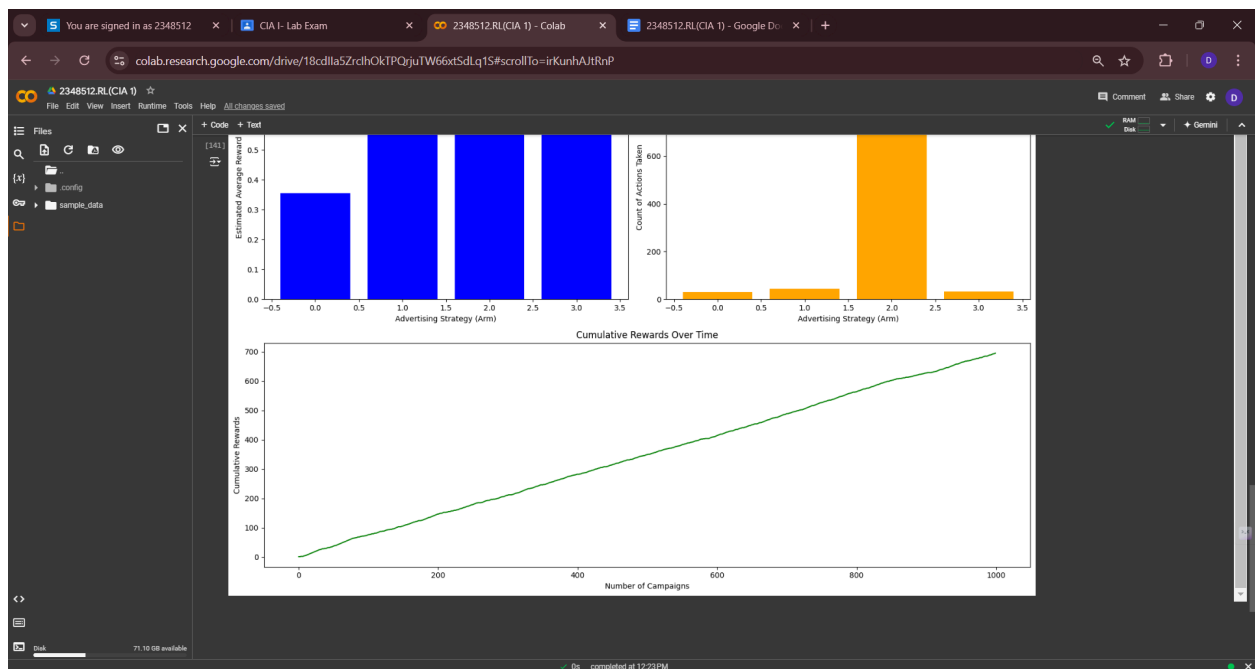 You are signed in as 2348512
CIA I- Lab Exam
2348512.RL(CIA 1) - Colab
2348512.RL(CIA 1) - Google Do
colab.research.google.com/drive/18cdIIa5ZrclhOkTPQrjuTW66xtSdLq1S#scrollTo=irKunhAJtRnP
D
2348512.RL(CIA 1)
File Edit View Insert Runtime Tools Help All changes saved
Comment Share D
Files
+ Code + Text
RAM
Disk
Gemini
{x}
..
.config
sample_data
[141]
Estimated Average Reward
0.5
0.4
0.3
0.2
0.1
0.0
−0.5 0.0 0.5 1.0 1.5 2.0 2.5 3.0 3.5
Advertising Strategy (Arm)
Count of Actions Taken
600
400
200
0
−0.5 0.0 0.5 1.0 1.5 2.0 2.5 3.0 3.5
Advertising Strategy (Arm)
Cumulative Rewards Over Time
Cumulative Rewards
700
600
500
400
300
200
100
0
0 200 400 600 800 1000
Number of Campaigns
Disk 71.10 GB available
0s completed at 12:23 PM